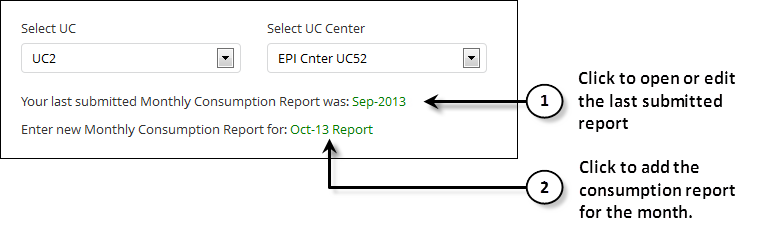 Select UC
Select UC Center
UC2
EPI Cnter UC52
Your last submitted Monthly Consumption Report was: Sep-2013
Enter new Monthly Consumption Report for: Oct-13 Report
1
Click to open or edit
the last submitted
report
2
Click to add the
consumption report
for the month.